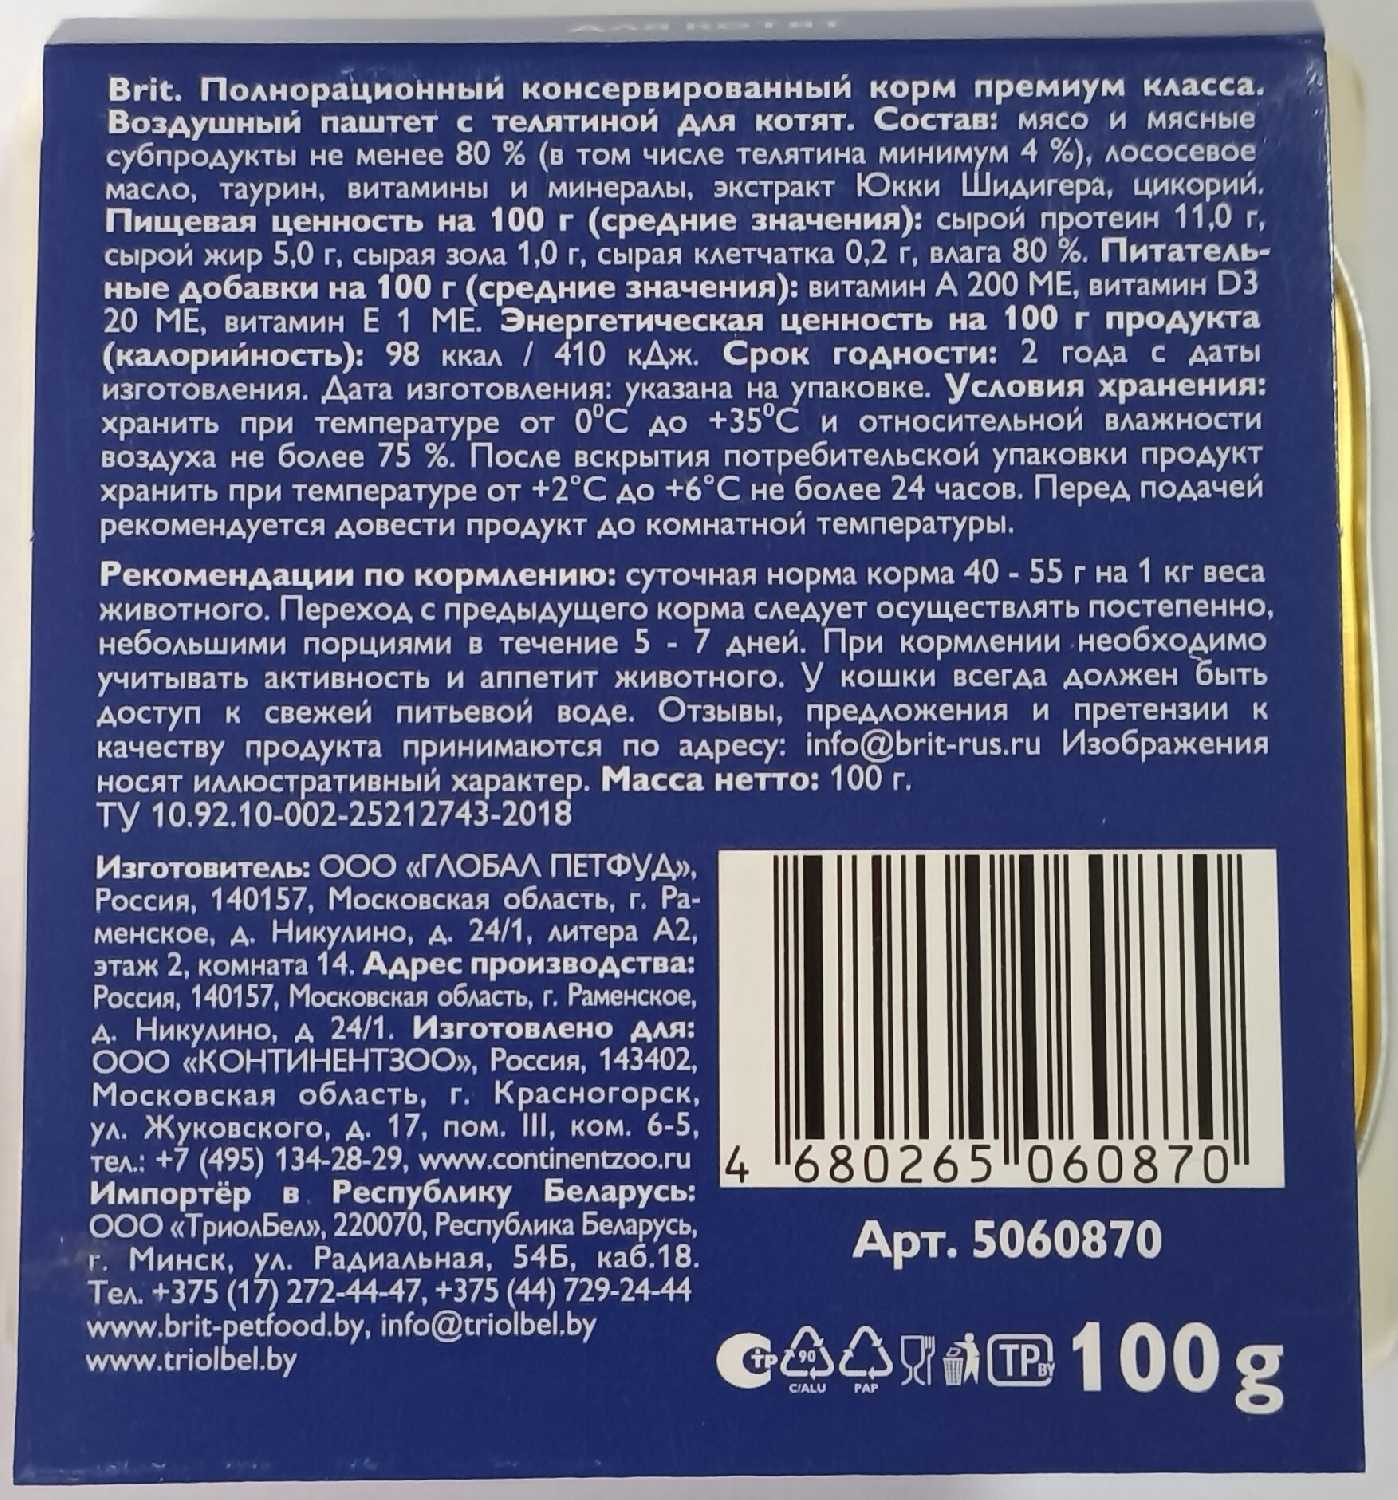 для котят
Brit. Полнорационный консервированный корм премиум класса.
Воздушный паштет с телятиной для котят. Состав: мясо и мясные
субпродукты не менее 80 % (в том числе телятина минимум 4 %), лососевое
масло, таурин, витамины и минералы, экстракт Юкки Шидигера, цикорий.
Пищевая ценность на 100 г (средние значения): сырой протеин 11,0 г,
сырой жир 5,0 г, сырая зола 1,0 г, сырая клетчатка 0,2 г, влага 80 %. Питатель-
ные добавки на 100 г (средние значения): витамин А 200 МЕ, витамин D3
20 МЕ, витамин Е 1 МЕ. Энергетическая ценность на 100 г продукта
(калорийность): 98 ккал / 410 кДж. Срок годности: 2 года с даты
изготовления. Дата изготовления: указана на упаковке. Условия хранения:
хранить при температуре от 0°C до +35°C и относительной влажности
воздуха не более 75 %. После вскрытия потребительской упаковки продукт
хранить при температуре от +2°C до +6°C не более 24 часов. Перед подачей
рекомендуется довести продукт до комнатной температуры.
Рекомендации по кормлению: суточная норма корма 40 - 55 г на 1 кг веса
животного. Переход с предыдущего корма следует осуществлять постепенно,
небольшими порциями в течение 5 - 7 дней. При кормлении необходимо
учитывать активность и аппетит животного. У кошки всегда должен быть
доступ к свежей питьевой воде. Отзывы, предложения и претензии к
качеству продукта принимаются по адресу: info@brit-rus.ru Изображения
носят иллюстративный характер. Масса нетто: 100 г.
ТУ 10.92.10-002-25212743-2018
Изготовитель: ООО «ГЛОБАЛ ПЕТФУД»,
Россия, 140157, Московская область, г. Ра-
менское, д. Никулино, д. 24/1, литера А2,
этаж 2, комната 14. Адрес производства:
Россия, 140157, Московская область, г. Раменское,
д. Никулино, д 24/1. Изготовлено для:
ООО «КОНТИНЕНТЗОО», Россия, 143402,
Московская область, г. Красногорск,
ул. Жуковского, д. 17, пом. III, ком. 6-5,
тел.: +7 (495) 134-28-29, www.continentzoo.ru
Импортёр в Республику Беларусь:
ООО «ТриолБел», 220070, Республика Беларусь,
г. Минск, ул. Радиальная, 54Б, каб.18.
Тел. +375 (17) 272-44-47, +375 (44) 729-24-44
www.brit-petfood.by, info@triolbel.by
www.triolbel.by
4 680265 060870
Арт. 5060870
ТР 90 C/ALU PAP ТР BY 100 g